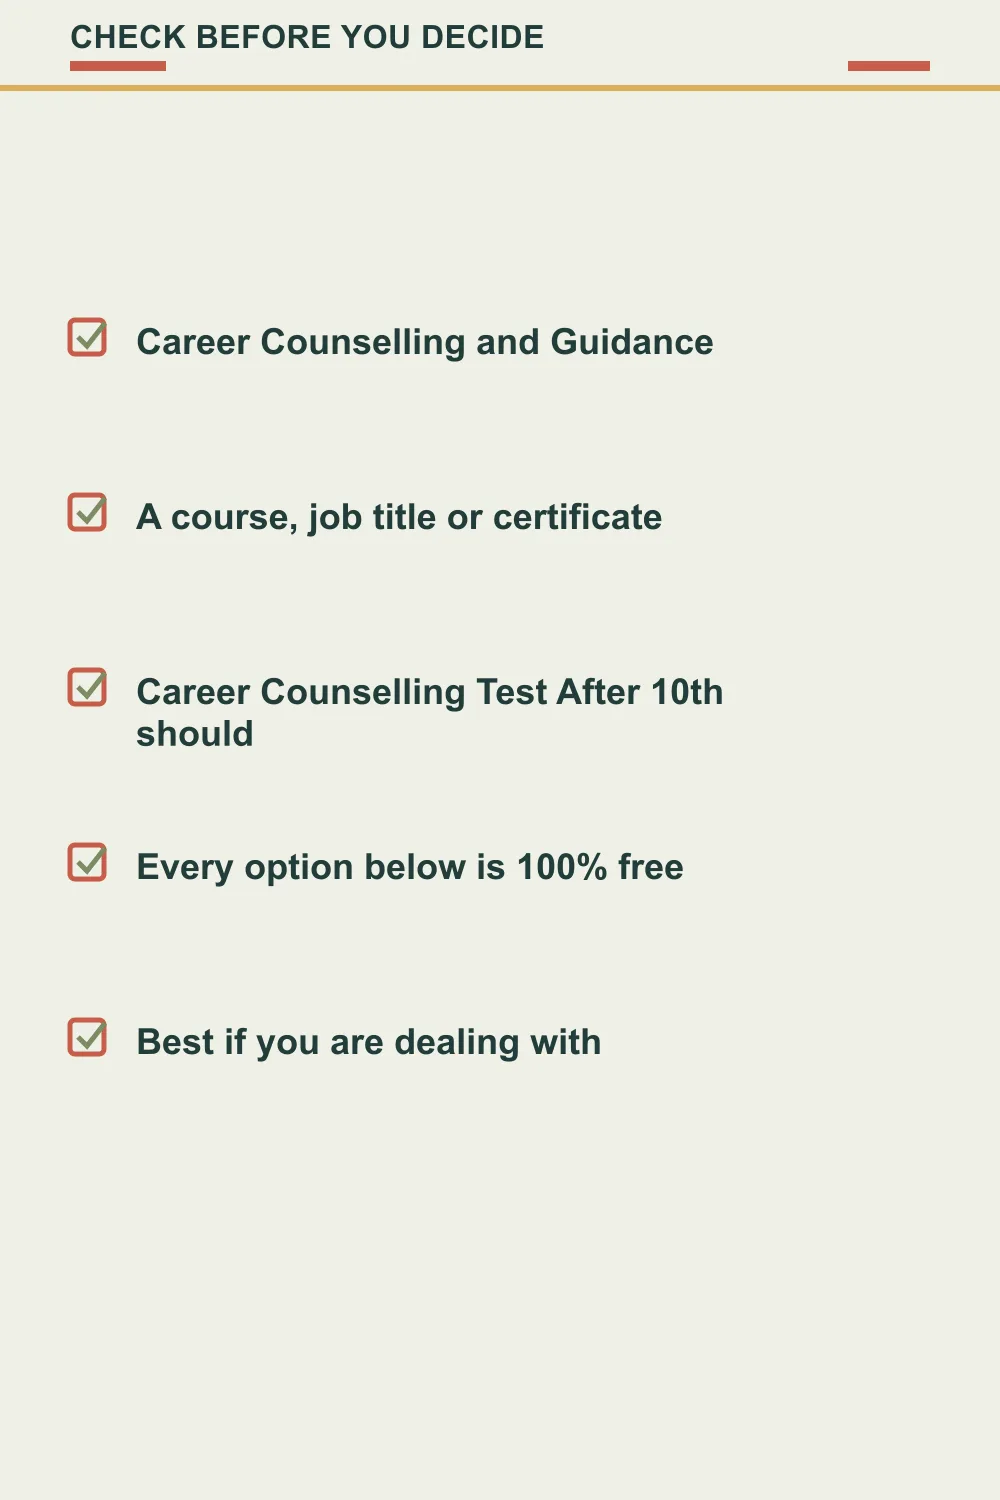 CHECK BEFORE YOU DECIDE
Career Counselling and Guidance
A course, job title or certificate
Career Counselling Test After 10th
should
Every option below is 100% free
Best if you are dealing with